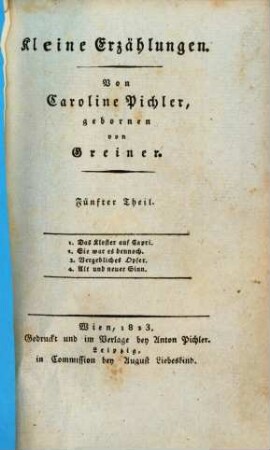 Kleine Erzählungen.
Von
Caroline Pichler,
gebornen
von
Greiner.
Fünfter Theil.
1. Das Kloster auf Capri.
2. Sie war es dennoch.
3. Vergebliches Opfer.
4. Alt und neuer Sinn.
Wien, 1823.
Gedruckt und im Verlage bey Anton Pichler.
Leipzig,
in Commission bey August Liebeskind.